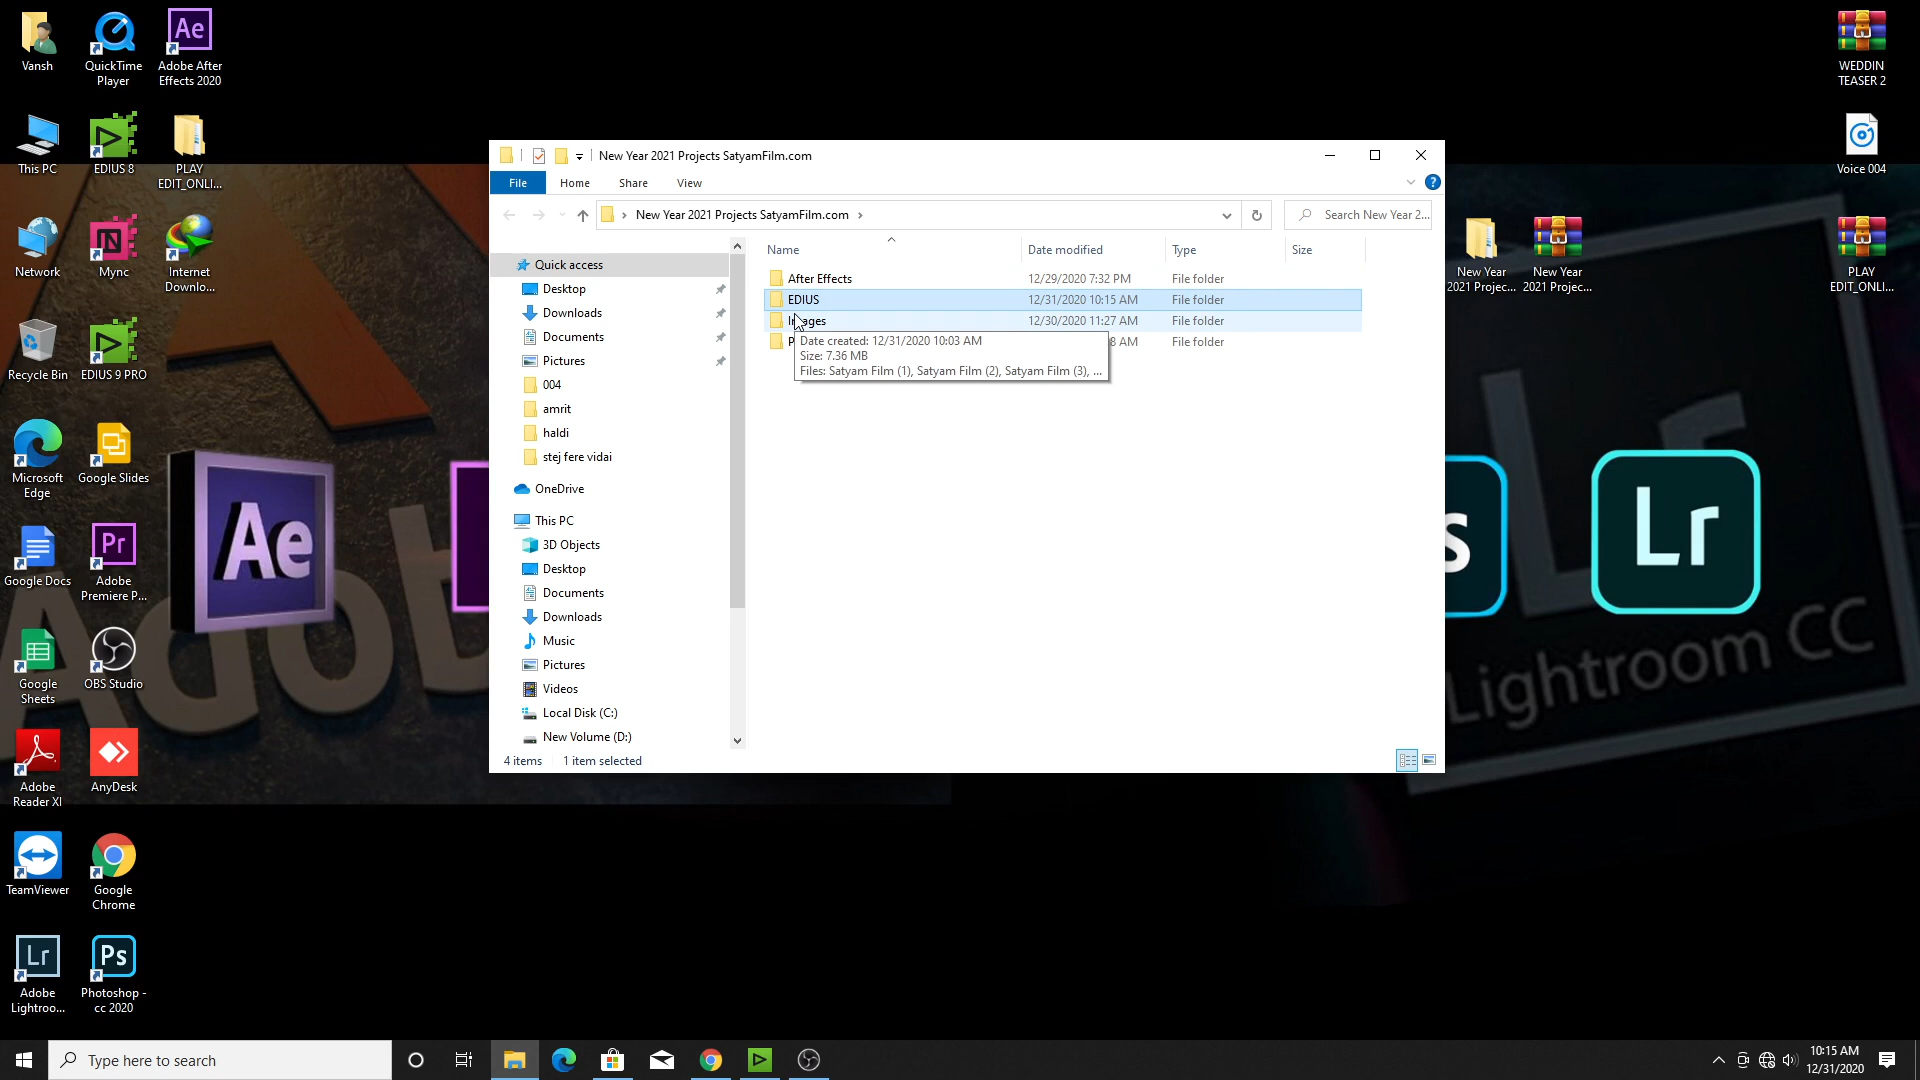 Vansh
QuickTime
Player
Ae
Adobe After
Effects 2020
This PC
EDIUS 8
PLAY
EDIT_ONLI...
Network
Mync
Internet
Downlo...
Recycle Bin
EDIUS 9 PRO
Microsoft
Edge
Google Slides
Google Docs
Pr
Adobe
Premiere P...
Google
Sheets
OBS Studio
Adobe
Reader XI
AnyDesk
TeamViewer
Google
Chrome
Lr
Adobe
Lightroo...
Ps
Photoshop -
cc 2020
Ae
New Year 2021 Projects SatyamFilm.com
File
Home
Share
View
New Year 2021 Projects SatyamFilm.com
Search New Year 2...
Quick access
Desktop
Downloads
Documents
Pictures
004
amrit
haldi
stej fere vidai
OneDrive
This PC
3D Objects
Desktop
Documents
Downloads
Music
Pictures
Videos
Local Disk (C:)
New Volume (D:)
Name
Date modified
Type
Size
After Effects
12/29/2020 7:32 PM
File folder
EDIUS
12/31/2020 10:15 AM
File folder
Images
12/30/2020 11:27 AM
File folder
P
8 AM
File folder
Date created: 12/31/2020 10:03 AM
Size: 7.36 MB
Files: Satyam Film (1), Satyam Film (2), Satyam Film (3), ...
4 items
1 item selected
WEDDIN
TEASER 2
Voice 004
New Year
2021 Projec...
New Year
2021 Projec...
PLAY
EDIT_ONLI...
s
Lr
Lr
Lightroom CC
Type here to search
10:15 AM
12/31/2020